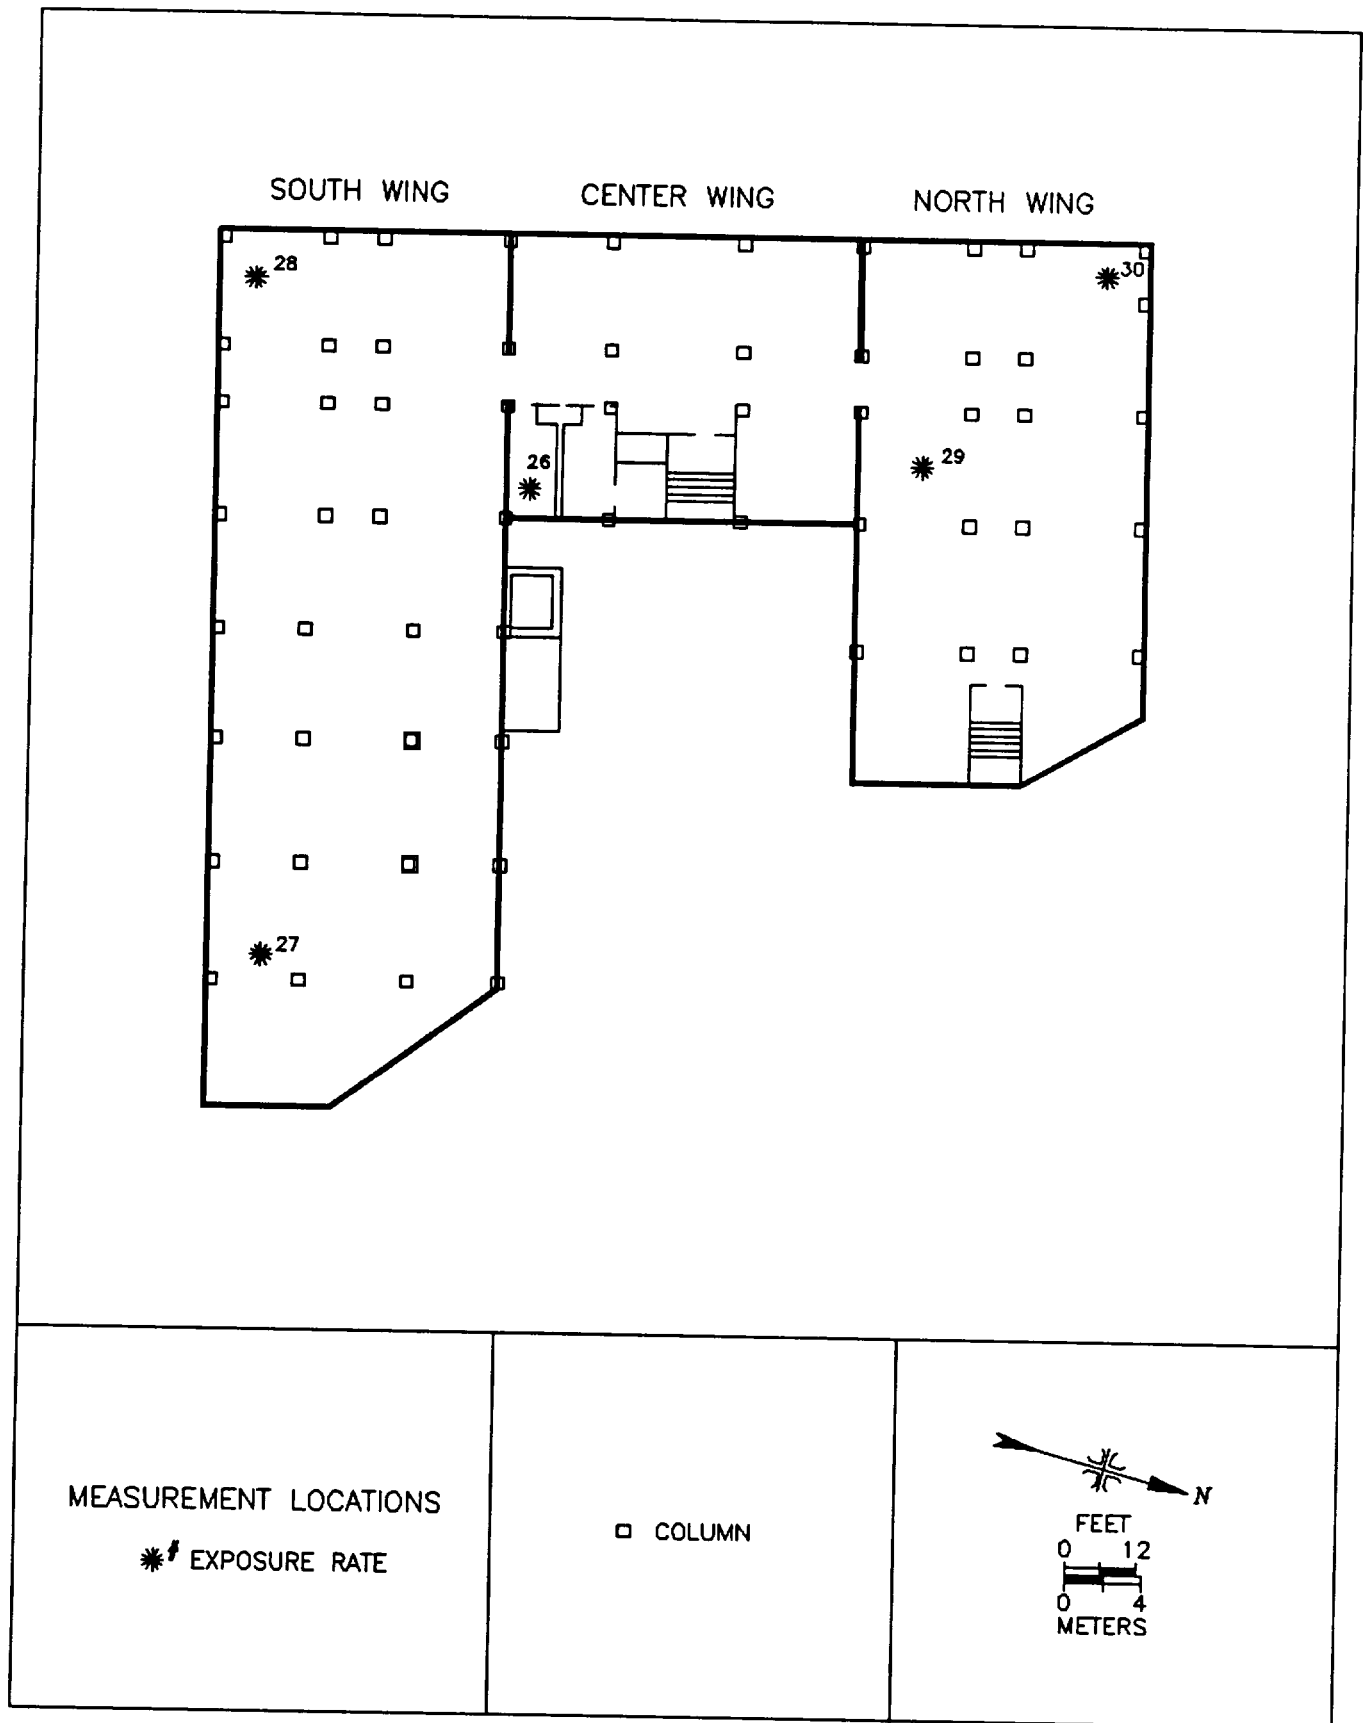 SOUTH WING
CENTER WING
NORTH WING
28
30
26
29
27
MEASUREMENT LOCATIONS
# EXPOSURE RATE
COLUMN
N
FEET
0 12
0 4
METERS